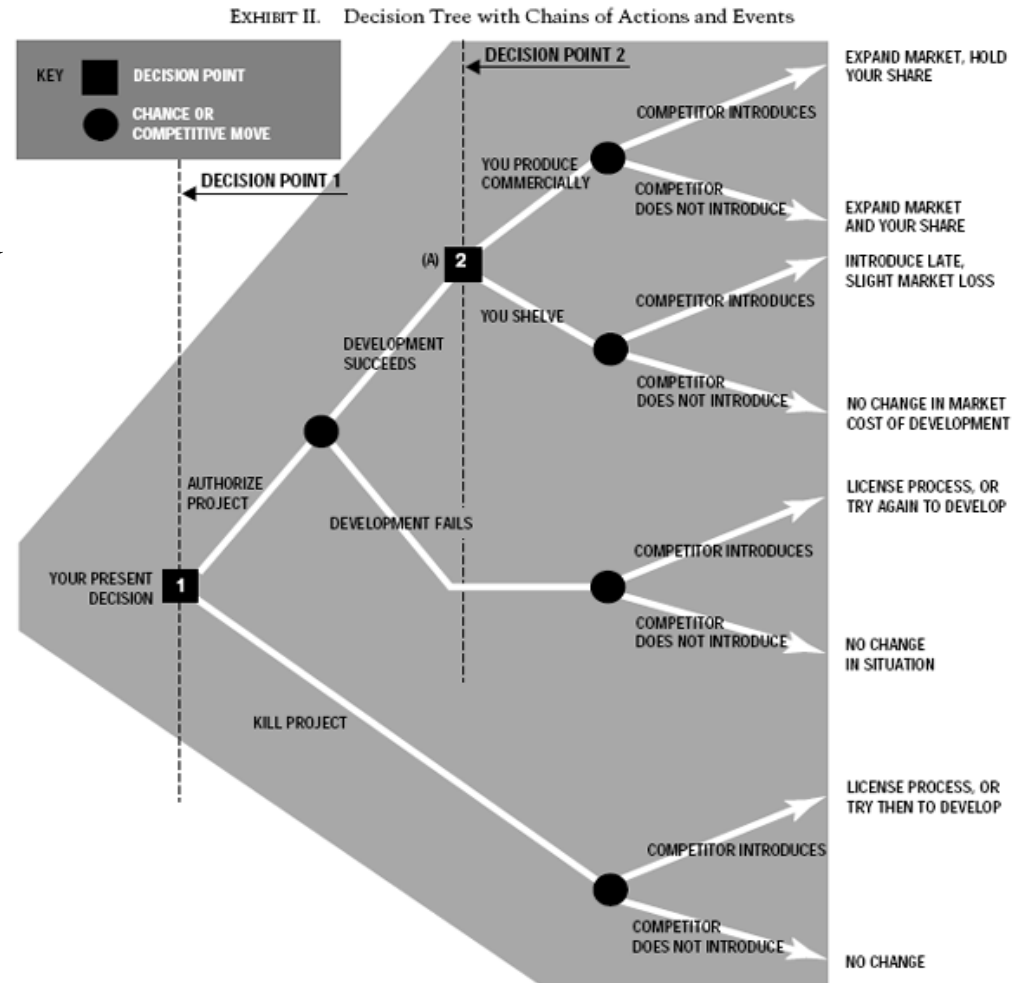 EXHIBIT II. Decision Tree with Chains of Actions and Events
KEY
DECISION POINT
CHANCE OR
COMPETITIVE MOVE
DECISION POINT 1
DECISION POINT 2
EXPAND MARKET, HOLD
YOUR SHARE
COMPETITOR INTRODUCES
YOU PRODUCE
COMMERCIALLY
COMPETITOR
DOES NOT INTRODUCE
EXPAND MARKET
AND YOUR SHARE
(A) 2
INTRODUCE LATE,
SLIGHT MARKET LOSS
COMPETITOR INTRODUCES
YOU SHELVE
DEVELOPMENT
SUCCEEDS
COMPETITOR
DOES NOT INTRODUCE
NO CHANGE IN MARKET
COST OF DEVELOPMENT
AUTHORIZE
PROJECT
LICENSE PROCESS, OR
TRY AGAIN TO DEVELOP
DEVELOPMENT FAILS
COMPETITOR INTRODUCES
YOUR PRESENT
DECISION
1
COMPETITOR
DOES NOT INTRODUCE
NO CHANGE
IN SITUATION
KILL PROJECT
LICENSE PROCESS, OR
TRY THEN TO DEVELOP
COMPETITOR INTRODUCES
COMPETITOR
DOES NOT INTRODUCE
NO CHANGE